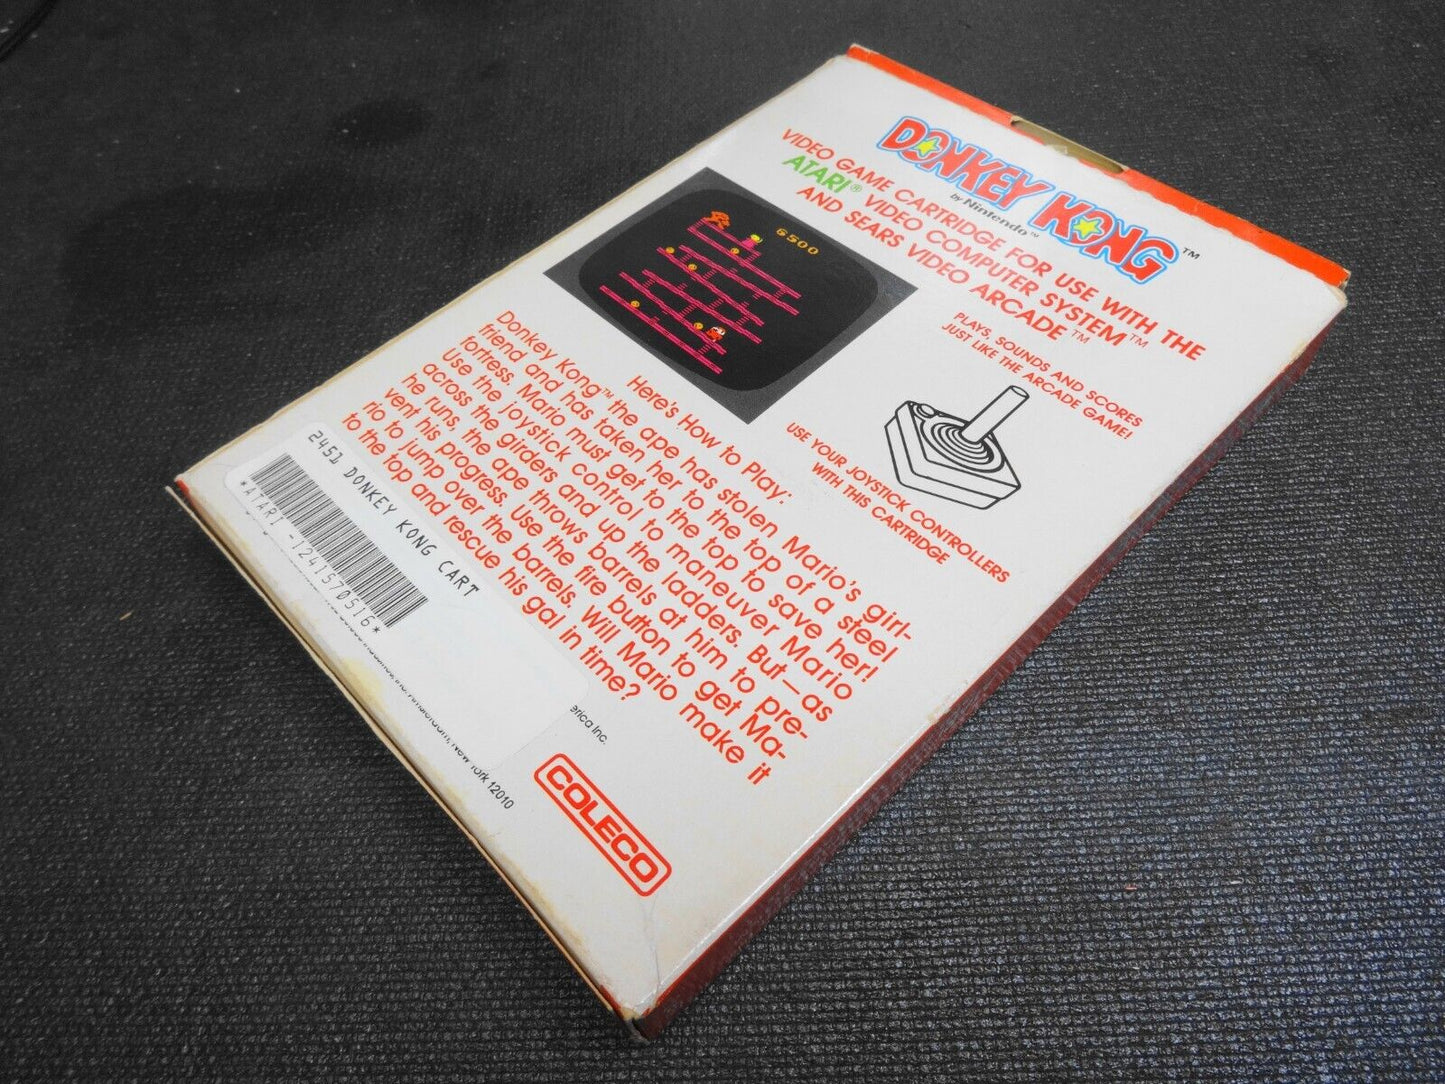 DONKEY KONG™
by Nintendo™
VIDEO GAME CARTRIDGE FOR USE WITH THE
ATARI® VIDEO COMPUTER SYSTEM™
AND SEARS VIDEO ARCADE™
6500
PLAYS, SOUNDS AND SCORES
JUST LIKE THE ARCADE GAME!
USE YOUR JOYSTICK CONTROLLERS
WITH THIS CARTRIDGE
Here's How to Play:
Donkey Kong™ the ape has stolen Mario's girl-
friend and has taken her to the top of a steel
fortress. Mario must get to the top to save her!
Use the joystick control to maneuver Mario
across the girders and up the ladders. But—as
he runs, the ape throws barrels at him to pre-
vent his progress. Use the fire button to get Ma-
rio to jump over the barrels. Will Mario make it
to the top and rescue his gal in time?
2451 DONKEY KONG CART
*ATARI -1241570516*
erica Inc.
New York 12010
COLECO